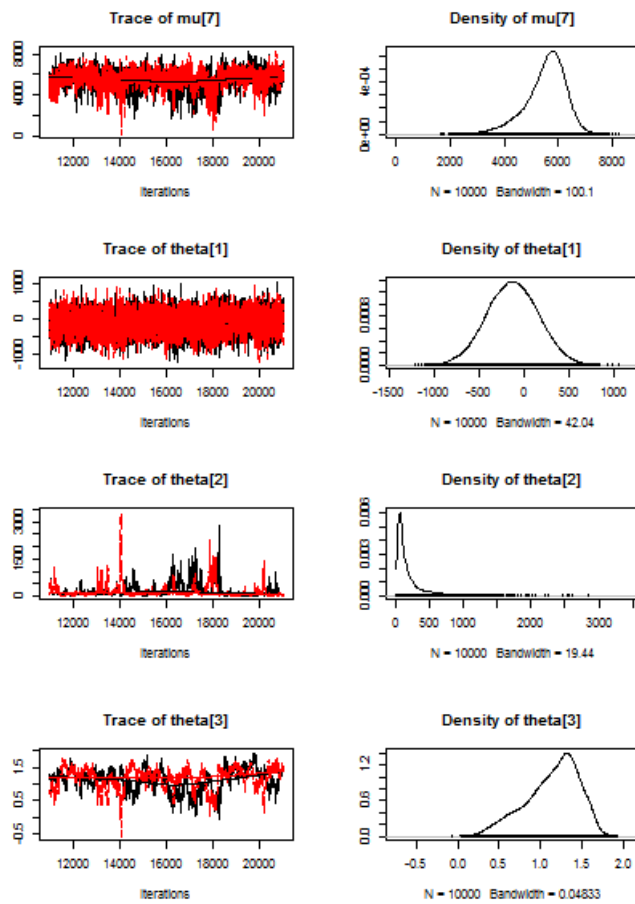 Trace of mu[7]
0 4000 8000
12000 14000 16000 18000 20000
Iterations
Density of mu[7]
0e+00 4e-04
0 2000 4000 6000 8000
N = 10000 Bandwidth = 100.1
Trace of theta[1]
-1000 0 1000
12000 14000 16000 18000 20000
Iterations
Density of theta[1]
0.0000 0.0008
-1500 -500 0 500 1000
N = 10000 Bandwidth = 42.04
Trace of theta[2]
0 1500 3000
12000 14000 16000 18000 20000
Iterations
Density of theta[2]
0.000 0.003 0.006
0 500 1000 2000 3000
N = 10000 Bandwidth = 19.44
Trace of theta[3]
-0.5 0.5 1.5
12000 14000 16000 18000 20000
Iterations
Density of theta[3]
0.0 0.6 1.2
-0.5 0.0 0.5 1.0 1.5 2.0
N = 10000 Bandwidth = 0.04833